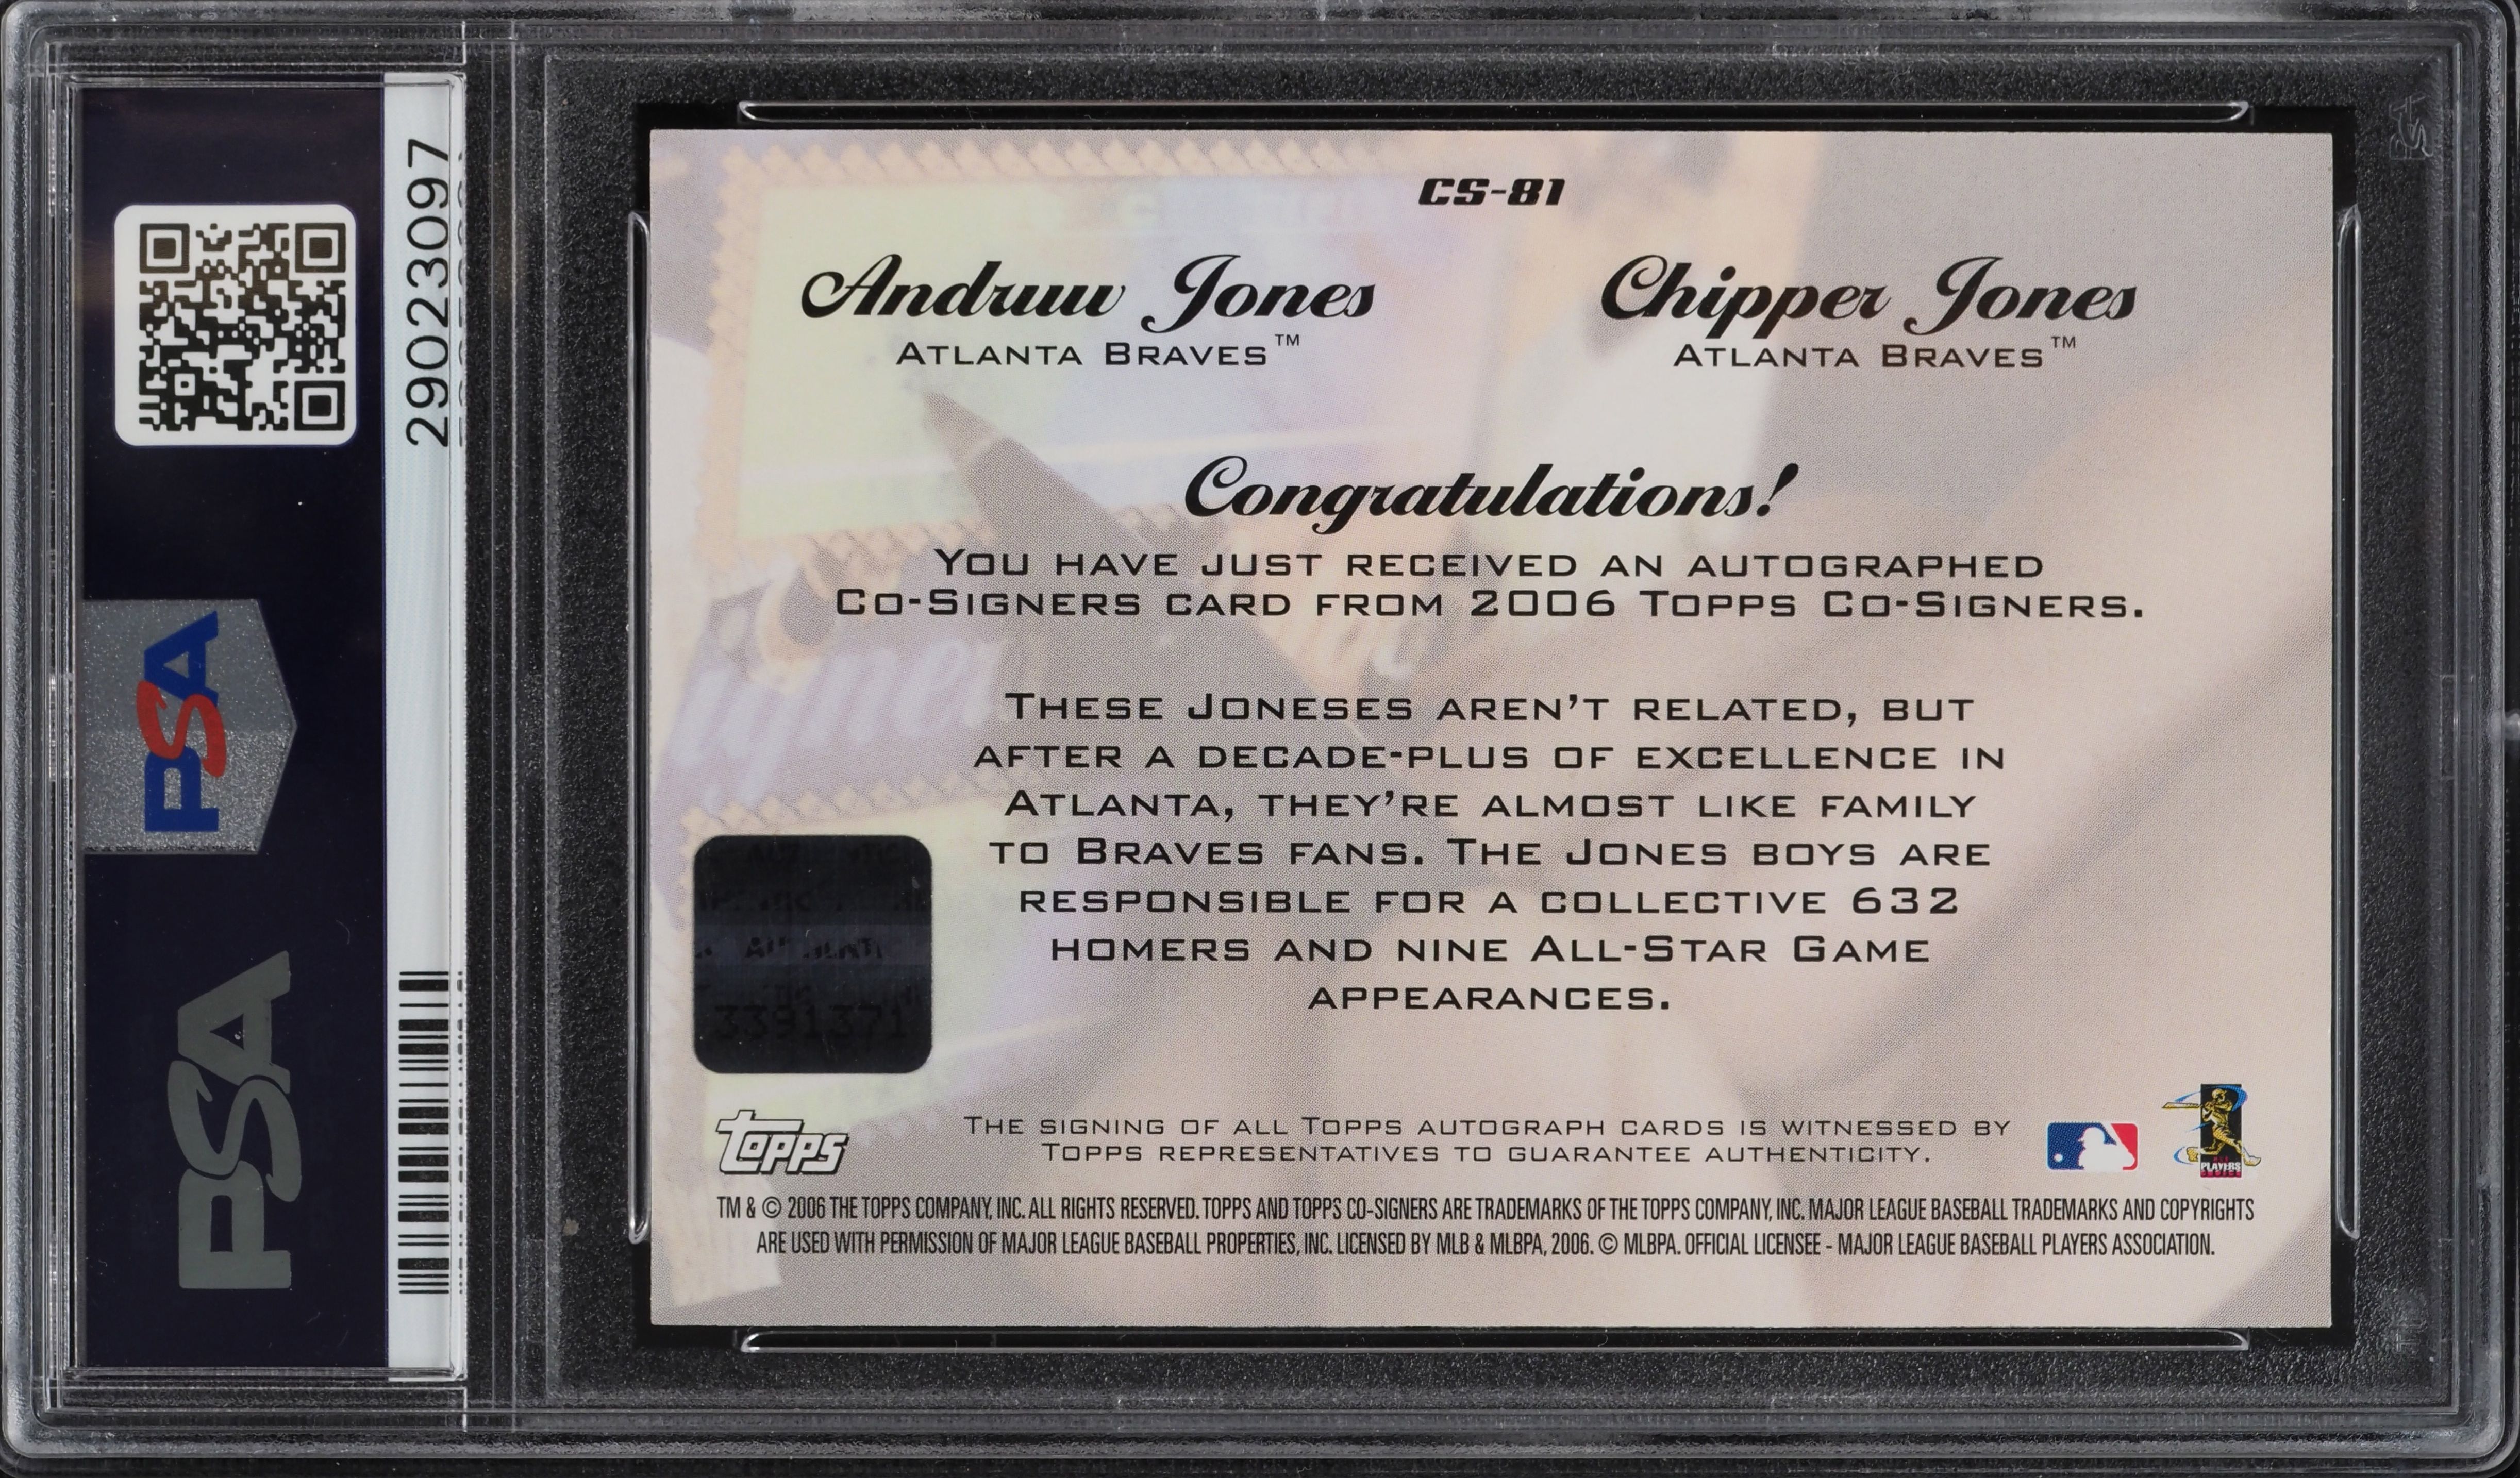 29023097
PSA
PSA
CS-81
Andruw Jones
Atlanta Braves™
Chipper Jones
Atlanta Braves™
Congratulations!
You have just received an autographed
Co-Signers card from 2006 Topps Co-Signers.
These Joneses aren't related, but
after a decade-plus of excellence in
Atlanta, they're almost like family
to Braves fans. The Jones boys are
responsible for a collective 632
homers and nine All-Star Game
appearances.
3391371
Topps
The signing of all Topps autograph cards is witnessed by
Topps representatives to guarantee authenticity.
PLAYERS
TM & © 2006 THE TOPPS COMPANY, INC. ALL RIGHTS RESERVED. TOPPS AND TOPPS CO-SIGNERS ARE TRADEMARKS OF THE TOPPS COMPANY, INC. MAJOR LEAGUE BASEBALL TRADEMARKS AND COPYRIGHTS
ARE USED WITH PERMISSION OF MAJOR LEAGUE BASEBALL PROPERTIES, INC. LICENSED BY MLB & MLBPA, 2006. © MLBPA. OFFICIAL LICENSEE - MAJOR LEAGUE BASEBALL PLAYERS ASSOCIATION.